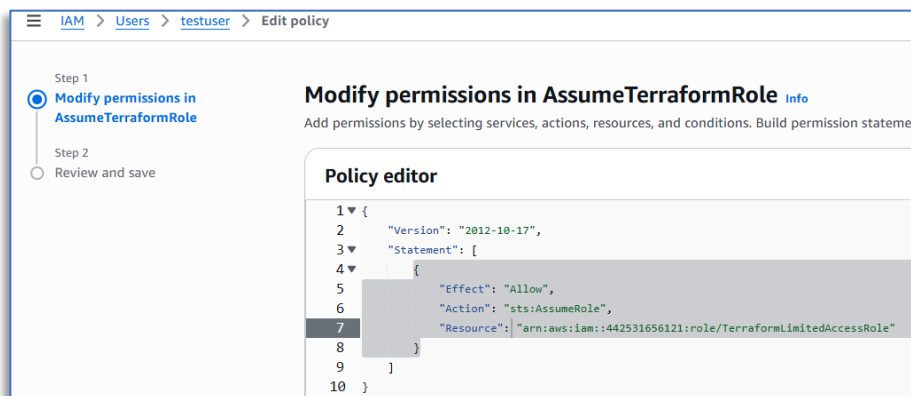 IAM > Users > testuser > Edit policy
Step 1
Modify permissions in
AssumeTerraformRole
Step 2
Review and save
Modify permissions in AssumeTerraformRole Info
Add permissions by selecting services, actions, resources, and conditions. Build permission stateme
Policy editor
1 {
2 "Version": "2012-10-17",
3 "Statement": [
4 {
5 "Effect": "Allow",
6 "Action": "sts:AssumeRole",
7 "Resource": "arn:aws:iam::442531656121:role/TerraformLimitedAccessRole"
8 }
9 ]
10 }